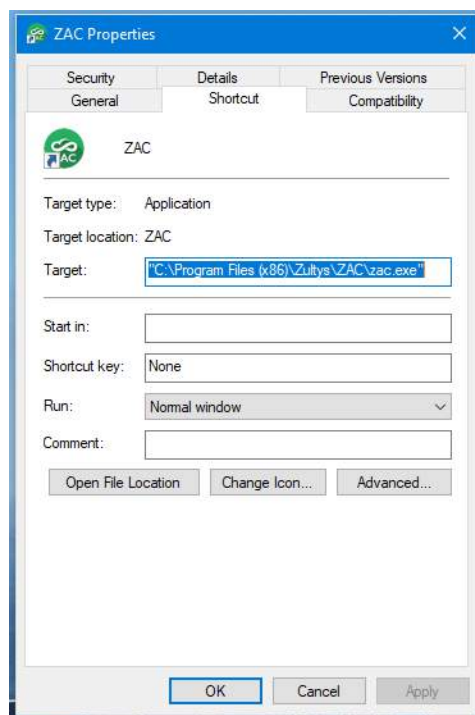 ZAC Properties
Security Details Previous Versions
General Shortcut Compatibility
AC ZAC
Target type: Application
Target location: ZAC
Target: "C:\Program Files (x86)\Zultys\ZAC\zac.exe"
Start in:
Shortcut key: None
Run: Normal window
Comment:
Open File Location Change Icon... Advanced...
OK Cancel Apply